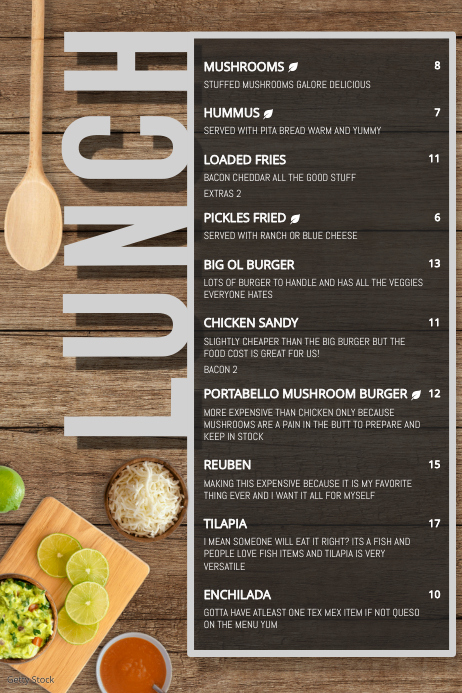 LUNCH
MUSHROOMS 8
STUFFED MUSHROOMS GALORE DELICIOUS
HUMMUS 7
SERVED WITH PITA BREAD WARM AND YUMMY
LOADED FRIES 11
BACON CHEDDAR ALL THE GOOD STUFF
EXTRAS 2
PICKLES FRIED 6
SERVED WITH RANCH OR BLUE CHEESE
BIG OL BURGER 13
LOTS OF BURGER TO HANDLE AND HAS ALL THE VEGGIES
EVERYONE HATES
CHICKEN SANDY 11
SLIGHTLY CHEAPER THAN THE BIG BURGER BUT THE
FOOD COST IS GREAT FOR US!
BACON 2
PORTABELLO MUSHROOM BURGER 12
MORE EXPENSIVE THAN CHICKEN ONLY BECAUSE
MUSHROOMS ARE A PAIN IN THE BUTT TO PREPARE AND
KEEP IN STOCK
REUBEN 15
MAKING THIS EXPENSIVE BECAUSE IT IS MY FAVORITE
THING EVER AND I WANT IT ALL FOR MYSELF
TILAPIA 17
I MEAN SOMEONE WILL EAT IT RIGHT? ITS A FISH AND
PEOPLE LOVE FISH ITEMS AND TILAPIA IS VERY
VERSATILE
ENCHILADA 10
GOTTA HAVE ATLEAST ONE TEX MEX ITEM IF NOT QUESO
ON THE MENU YUM
Getty Stock